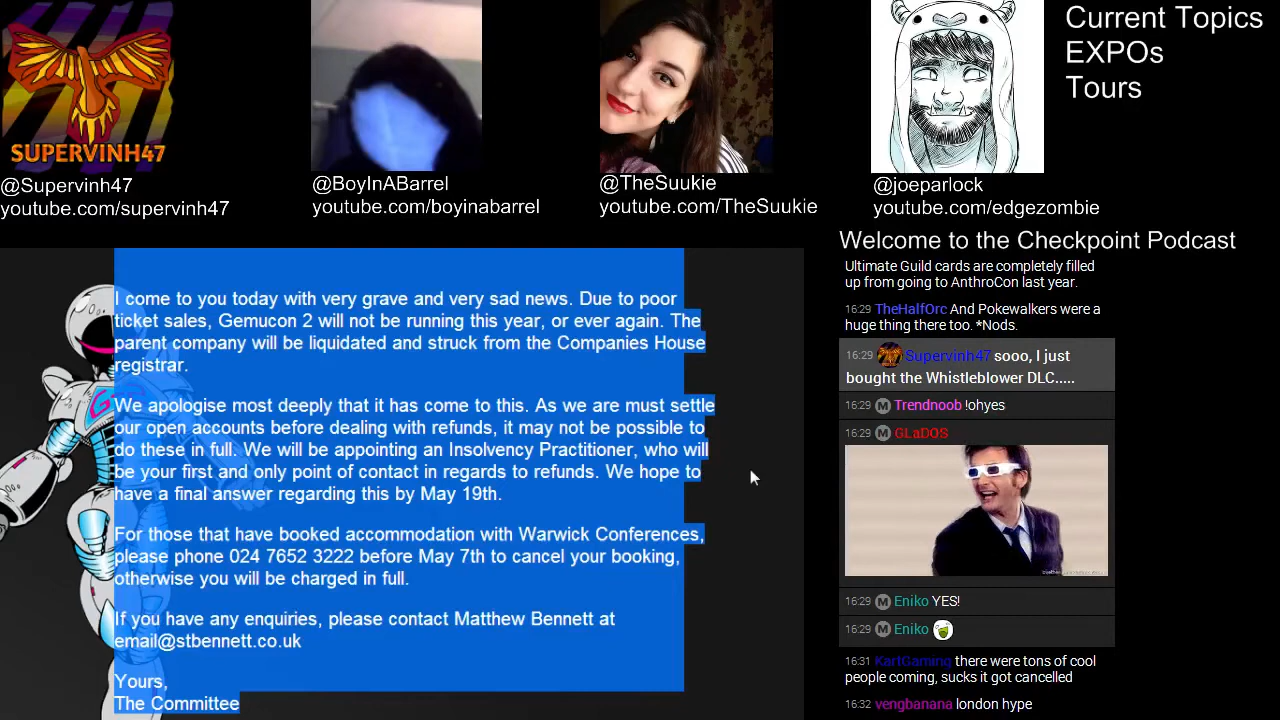 SUPERVINH47
@Supervinh47
youtube.com/supervinh47
@BoyInABarrel
youtube.com/boyinabarrel
@TheSuukie
youtube.com/TheSuukie
@joeparlock
youtube.com/edgezombie
Current Topics
EXPOs
Tours
I come to you today with very grave and very sad news. Due to poor
ticket sales, Gemucon 2 will not be running this year, or ever again. The
parent company will be liquidated and struck from the Companies House
registrar.
We apologise most deeply that it has come to this. As we are must settle
our open accounts before dealing with refunds, it may not be possible to
do these in full. We will be appointing an Insolvency Practitioner, who will
be your first and only point of contact in regards to refunds. We hope to
have a final answer regarding this by May 19th.
For those that have booked accommodation with Warwick Conferences,
please phone 024 7652 3222 before May 7th to cancel your booking,
otherwise you will be charged in full.
If you have any enquiries, please contact Matthew Bennett at
email@stbennett.co.uk
Yours,
The Committee
Welcome to the Checkpoint Podcast
Ultimate Guild cards are completely filled
up from going to AnthroCon last year.
16:29 TheHalfOrc And Pokewalkers were a
huge thing there too. *Nods.
16:29 Supervinh47 sooo, I just
bought the Whistleblower DLC.....
16:29 M Trendnoob !ohyes
16:29 M GLaDOS
16:29 M Eniko YES!
16:29 M Eniko
16:31 KartGaming there were tons of cool
people coming, sucks it got cancelled
16:32 vengbanana london hype